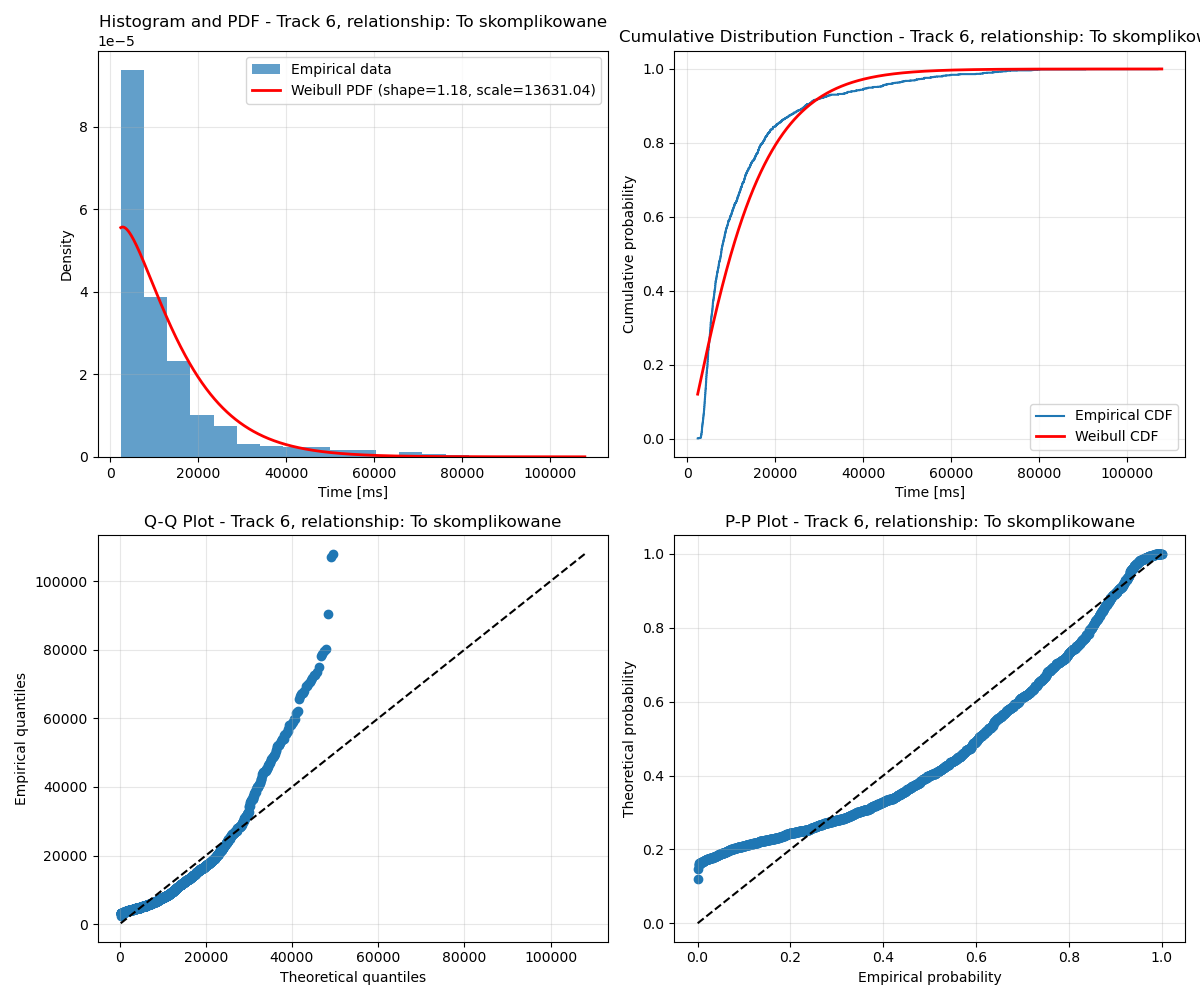 Histogram and PDF - Track 6, relationship: To skomplikowane
1e−5
Empirical data
Weibull PDF (shape=1.18, scale=13631.04)
Density
8
6
4
2
0
0 20000 40000 60000 80000 100000
Time [ms]
Cumulative Distribution Function - Track 6, relationship: To skomplikow
Cumulative probability
1.0
0.8
0.6
0.4
0.2
0.0
Empirical CDF
Weibull CDF
0 20000 40000 60000 80000 100000
Time [ms]
Q-Q Plot - Track 6, relationship: To skomplikowane
Empirical quantiles
100000
80000
60000
40000
20000
0
0 20000 40000 60000 80000 100000
Theoretical quantiles
P-P Plot - Track 6, relationship: To skomplikowane
Theoretical probability
1.0
0.8
0.6
0.4
0.2
0.0
0.0 0.2 0.4 0.6 0.8 1.0
Empirical probability